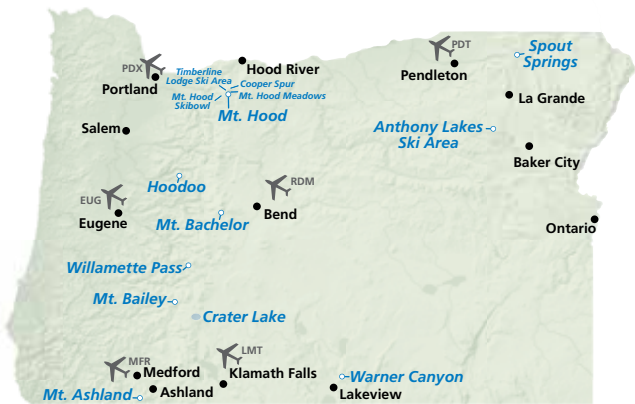 PDX
Portland
Timberline
Lodge Ski Area
Cooper Spur
Mt. Hood
Skibowl
Mt. Hood Meadows
Mt. Hood
Hood River
PDT
Pendleton
Spout
Springs
La Grande
Salem
Anthony Lakes
Ski Area
Baker City
Hoodoo
EUG
Eugene
RDM
Bend
Mt. Bachelor
Ontario
Willamette Pass
Mt. Bailey
Crater Lake
MFR
Medford
LMT
Klamath Falls
Warner Canyon
Mt. Ashland
Ashland
Lakeview